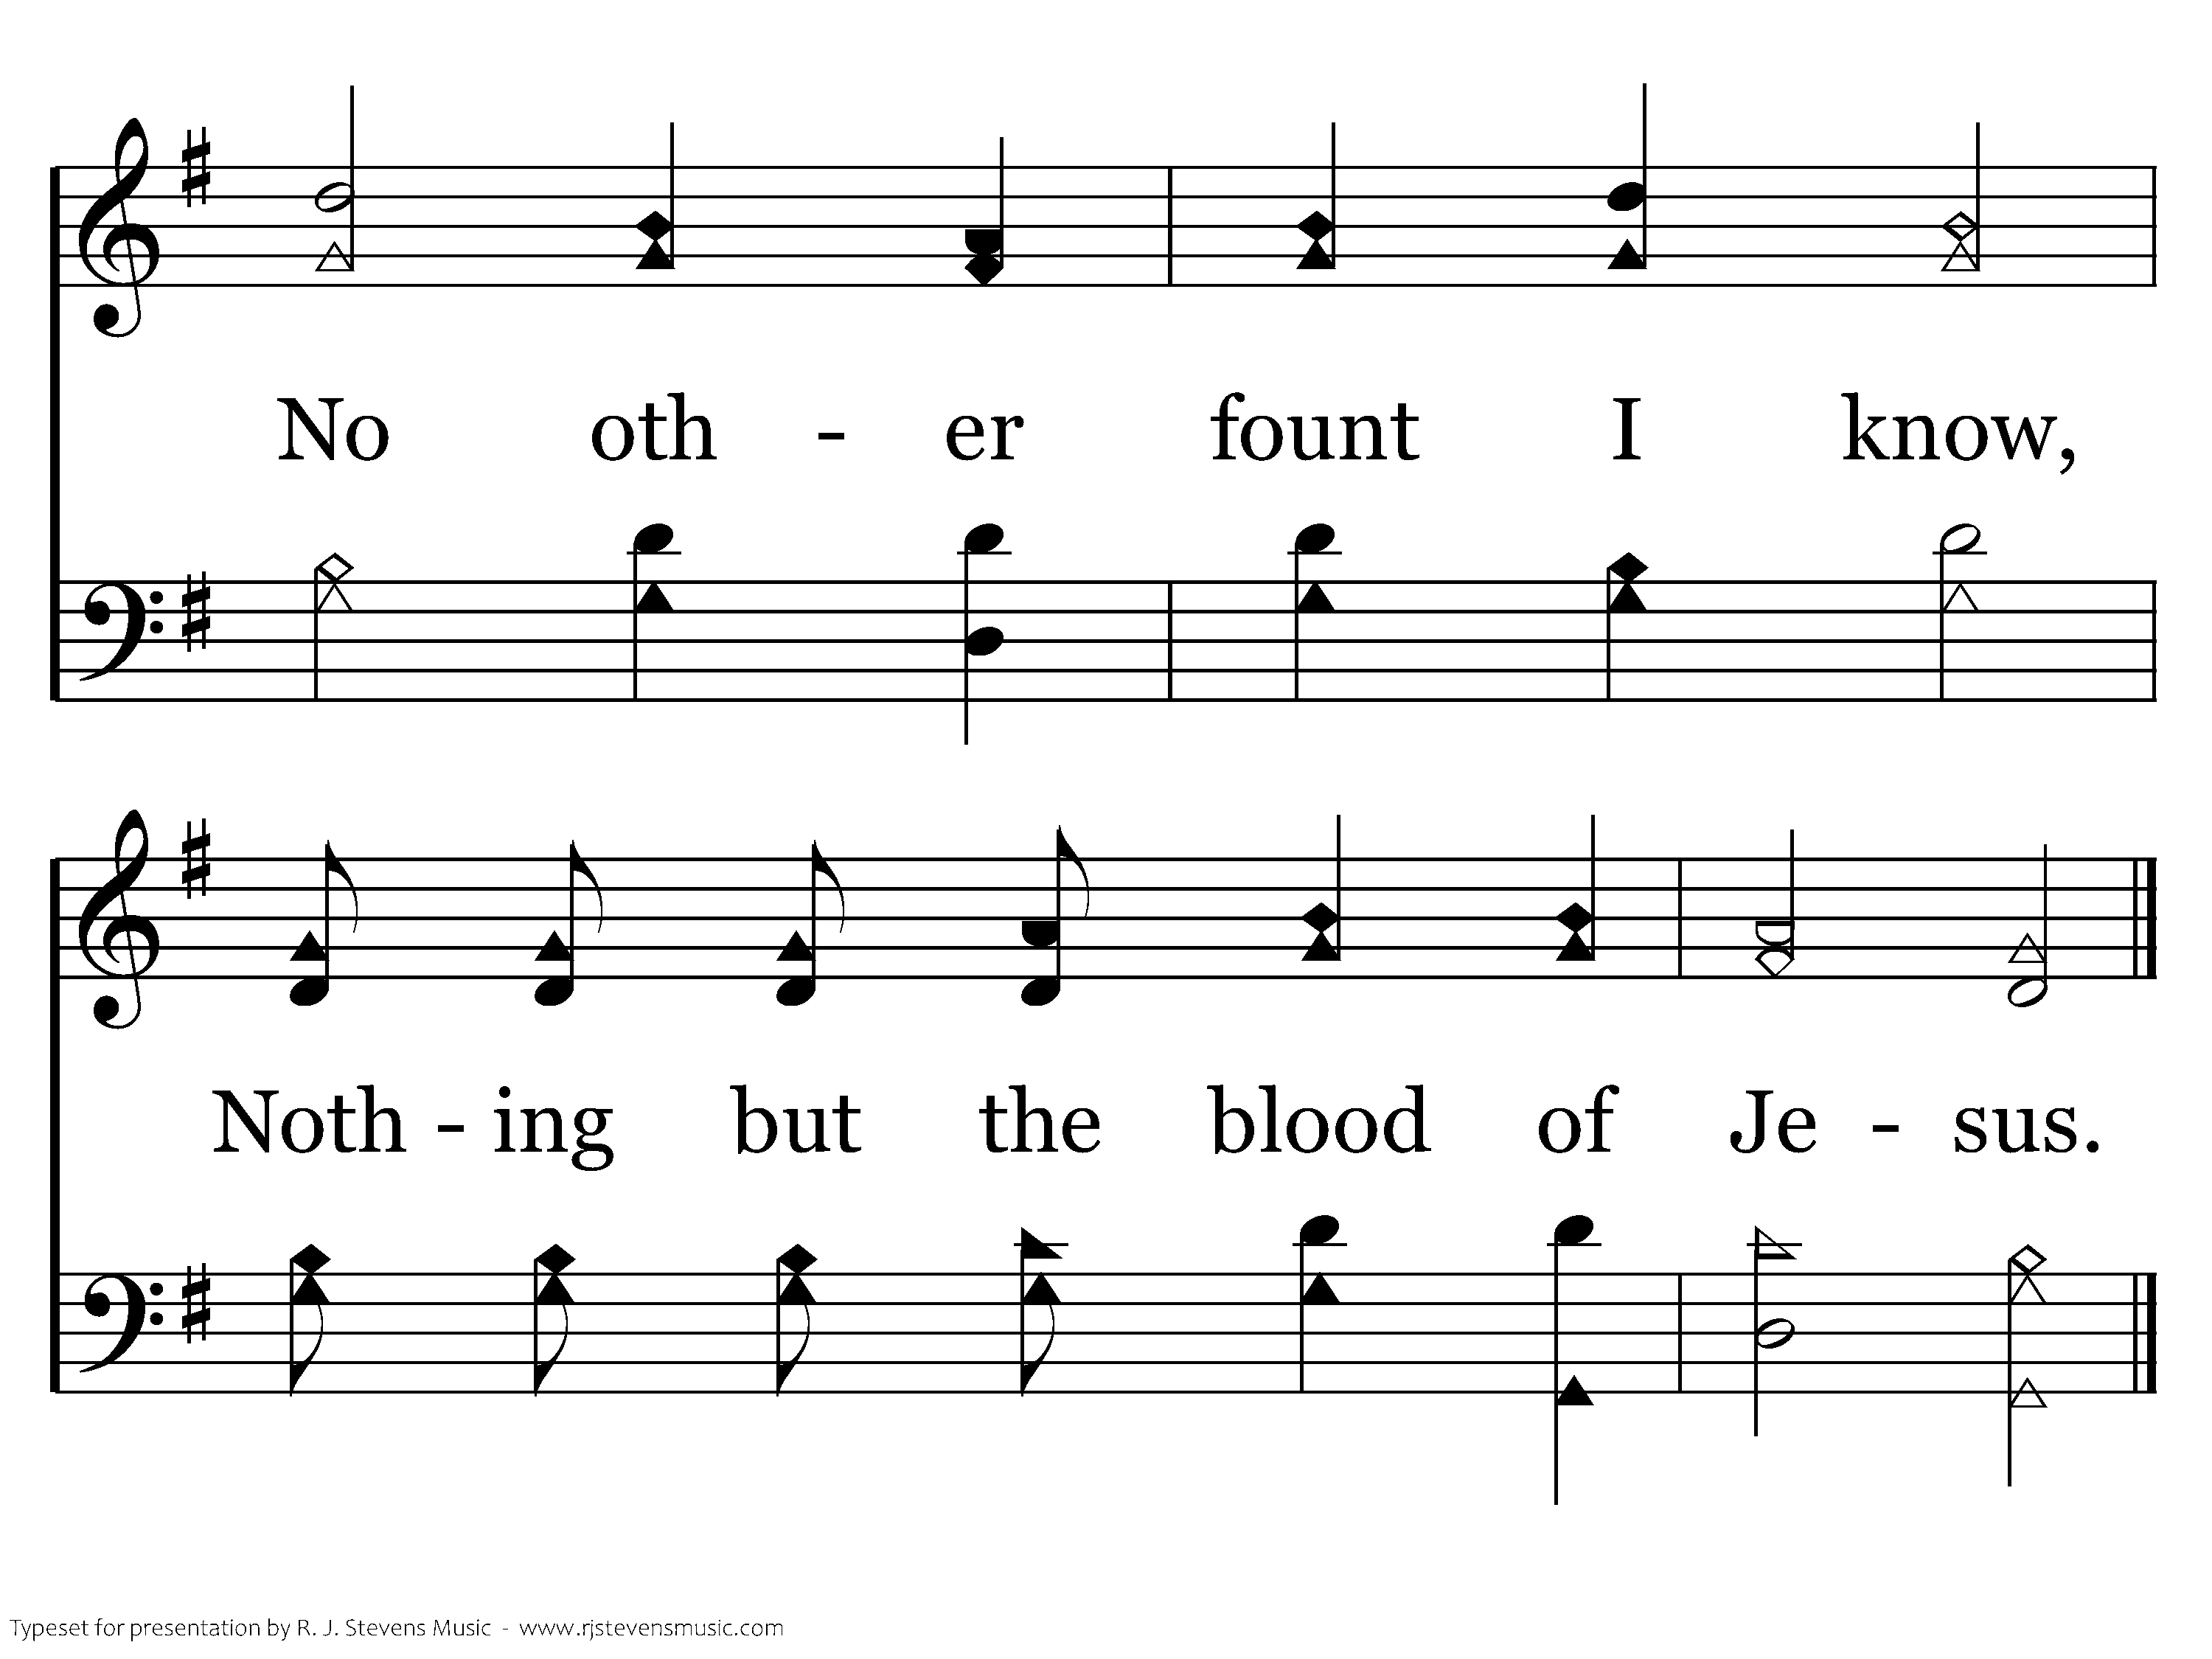 No oth - er fount I know,
Noth - ing but the blood of Je - sus.
Typeset for presentation by R. J. Stevens Music - www.rjstevensmusic.com